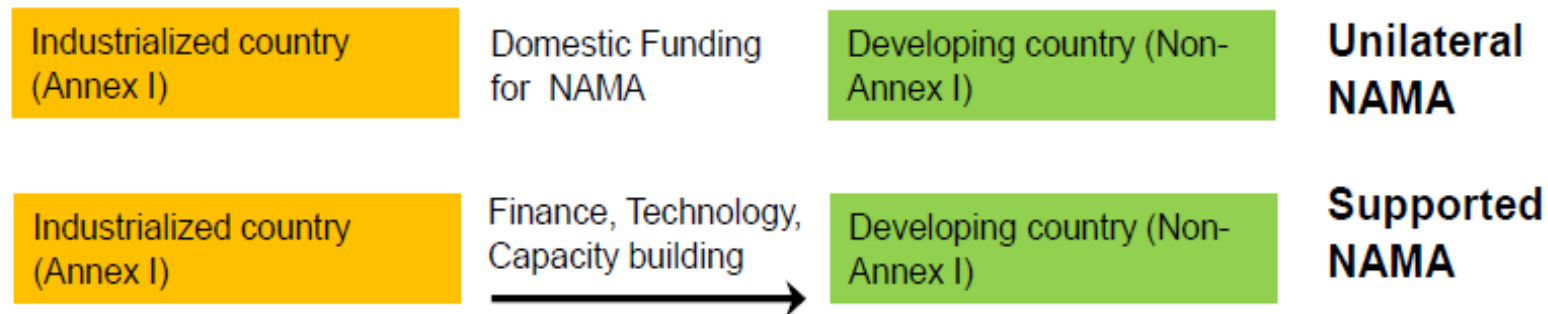 Industrialized country
(Annex I)
Domestic Funding
for NAMA
Developing country (Non-
Annex I)
Unilateral
NAMA
Industrialized country
(Annex I)
Finance, Technology,
Capacity building
Developing country (Non-
Annex I)
Supported
NAMA